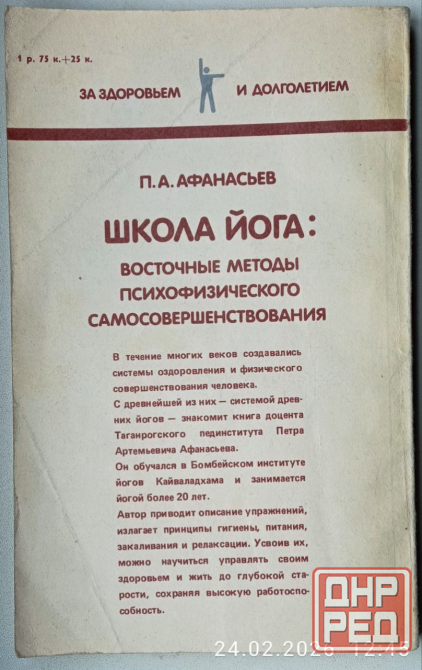 1 р. 75 к.+25 к.
ЗА ЗДОРОВЬЕМ И ДОЛГОЛЕТИЕМ
П. А. АФАНАСЬЕВ
ШКОЛА ЙОГА:
ВОСТОЧНЫЕ МЕТОДЫ
ПСИХОФИЗИЧЕСКОГО
САМОСОВЕРШЕНСТВОВАНИЯ
В течение многих веков создавались
системы оздоровления и физического
совершенствования человека.
С древнейшей из них — системой древ-
них йогов — знакомит книга доцента
Таганрогского пединститута Петра
Артемьевича Афанасьева.
Он обучался в Бомбейском институте
йогов Кайваладхама и занимается
йогой более 20 лет.
Автор приводит описание упражнений,
излагает принципы гигиены, питания,
закаливания и релаксации. Усвоив их,
можно научиться управлять своим
здоровьем и жить до глубокой ста-
рости, сохраняя высокую работоспо-
собность.
ДНР
РЕД
24.02.2026 12:45